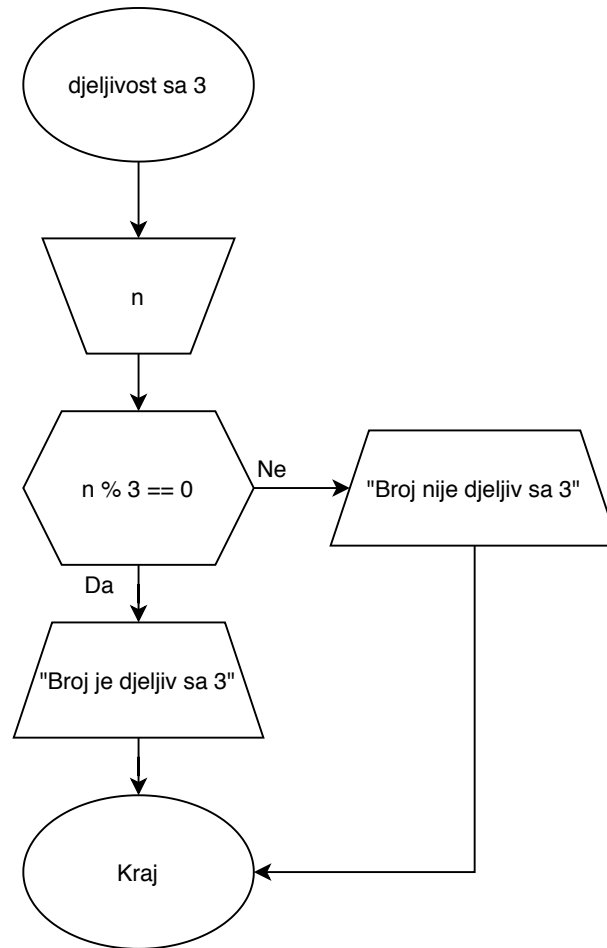 djeljivost sa 3
n
n % 3 == 0
Ne
"Broj nije djeljiv sa 3"
Da
"Broj je djeljiv sa 3"
Kraj